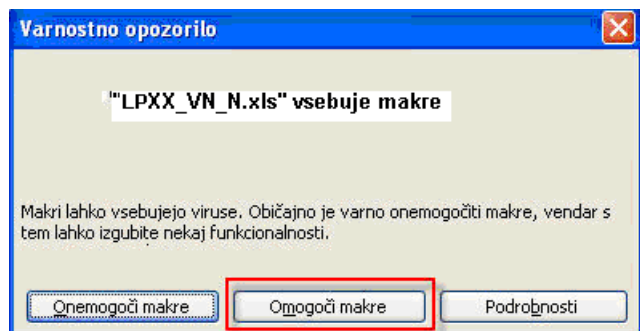 Varnostno opozorilo
"LPXX_VN_N.xls" vsebuje makre
Makri lahko vsebujejo viruse. Običajno je varno onemogočiti makre, vendar s
tem lahko izgubite nekaj funkcionalnosti.
Onemogoči makre
Omogoči makre
Podrobnosti